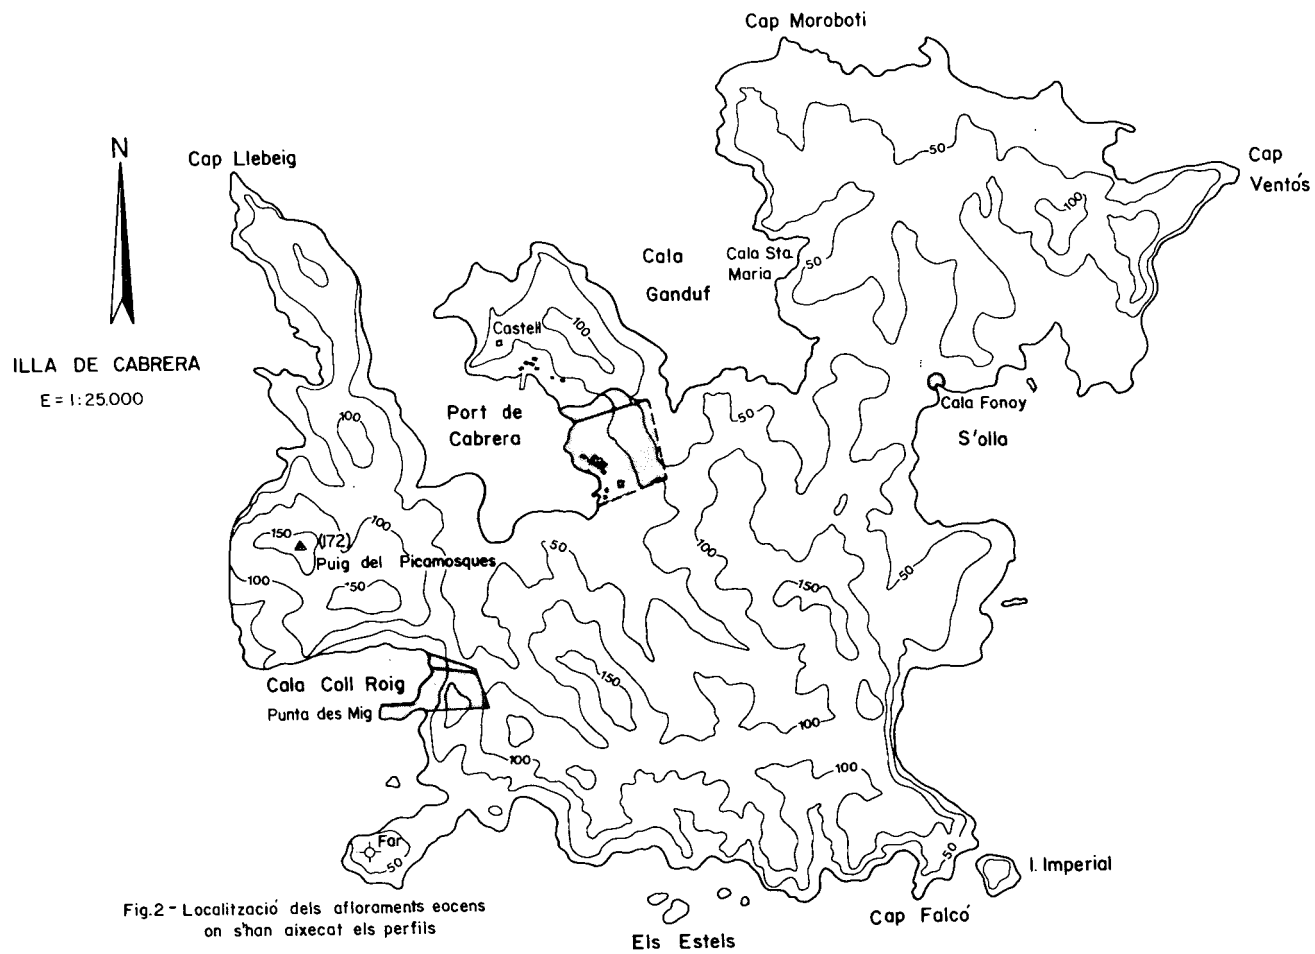 Cap Moroboti
N
Cap Llebeig
Cap
Ventós
50
100
Cala
Ganduf
Cala Sta.
Maria
50
100
Castell
ILLA DE CABRERA
E = 1:25.000
Port de
Cabrera
100
50
Cala Fonoy
S'olla
150
(172)
Puig del Picamosques
100
100
150
50
100
150
50
Cala Coll Roig
Punta des Mig
150
100
100
100
Far
50
50
I. Imperial
Cap Falcó
Els Estels
Fig.2 - Localització dels afloraments eocens
on s'han aixecat els perfils